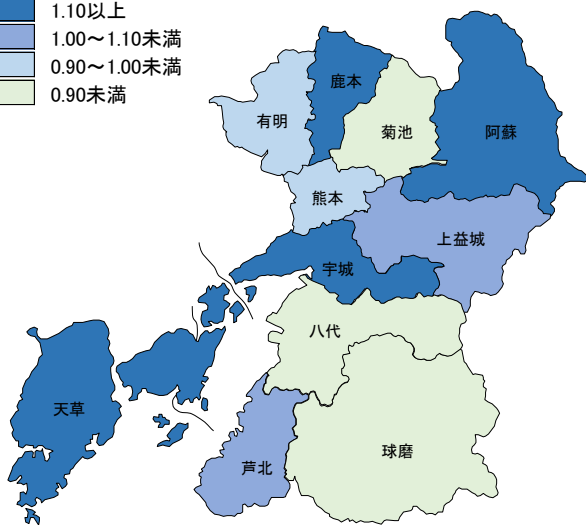 1.10以上
1.00～1.10未満
0.90～1.00未満
0.90未満
鹿本
有明
菊池
阿蘇
熊本
上益城
宇城
八代
天草
球磨
芦北